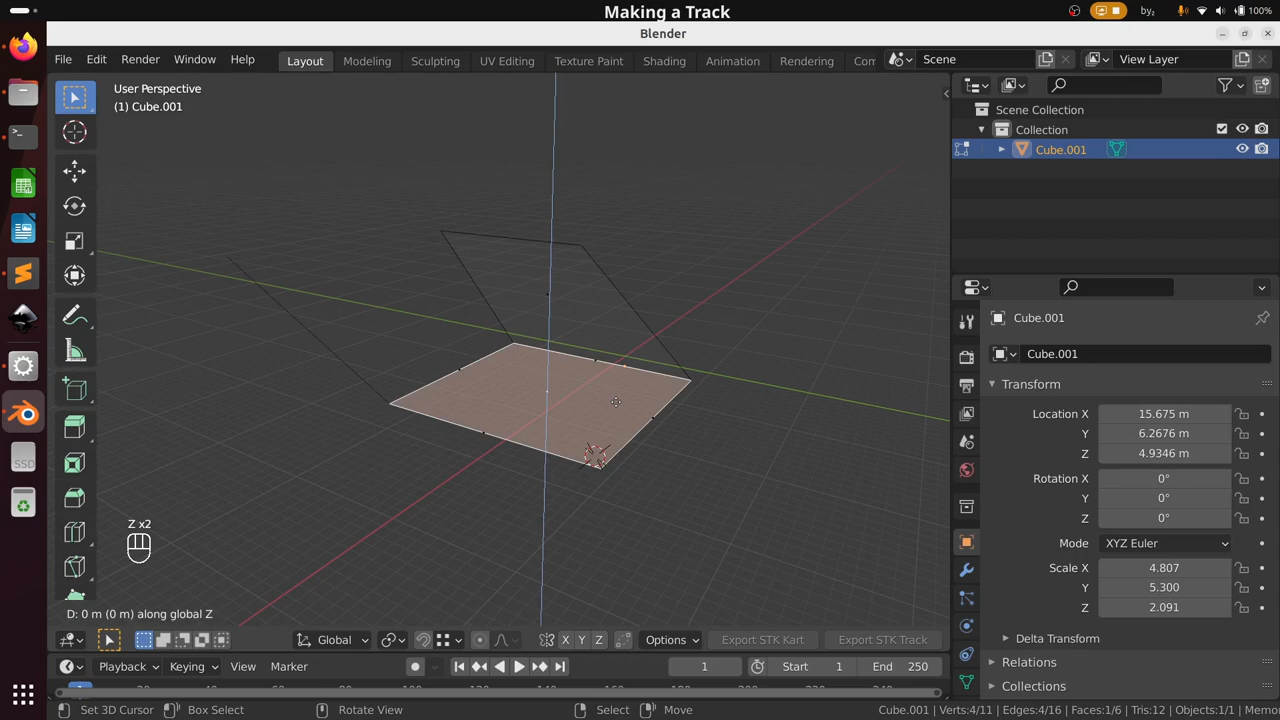 Making a Track
by₂
100%
Blender
File Edit Render Window Help
Layout Modeling Sculpting UV Editing Texture Paint Shading Animation Rendering Com
Scene
View Layer
User Perspective
(1) Cube.001
Scene Collection
Collection
Cube.001
Cube.001
Cube.001
Transform
Location X 15.675 m
Y 6.2676 m
Z 4.9346 m
Rotation X 0°
Y 0°
Z 0°
Mode XYZ Euler
Scale X 4.807
Y 5.300
Z 2.091
Delta Transform
Relations
Collections
SSD
Z x2
D: 0 m (0 m) along global Z
Global
X Y Z
Options
Export STK Kart
Export STK Track
Playback Keying View Marker
1
Start 1
End 250
Set 3D Cursor
Box Select
Rotate View
Select
Move
Cube.001 | Verts:4/11 | Edges:4/16 | Faces:1/6 | Tris:12 | Objects:1/1 | Memo